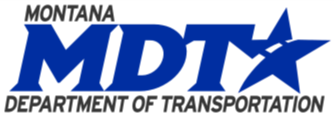 MONTANA
MDT
DEPARTMENT OF TRANSPORTATION